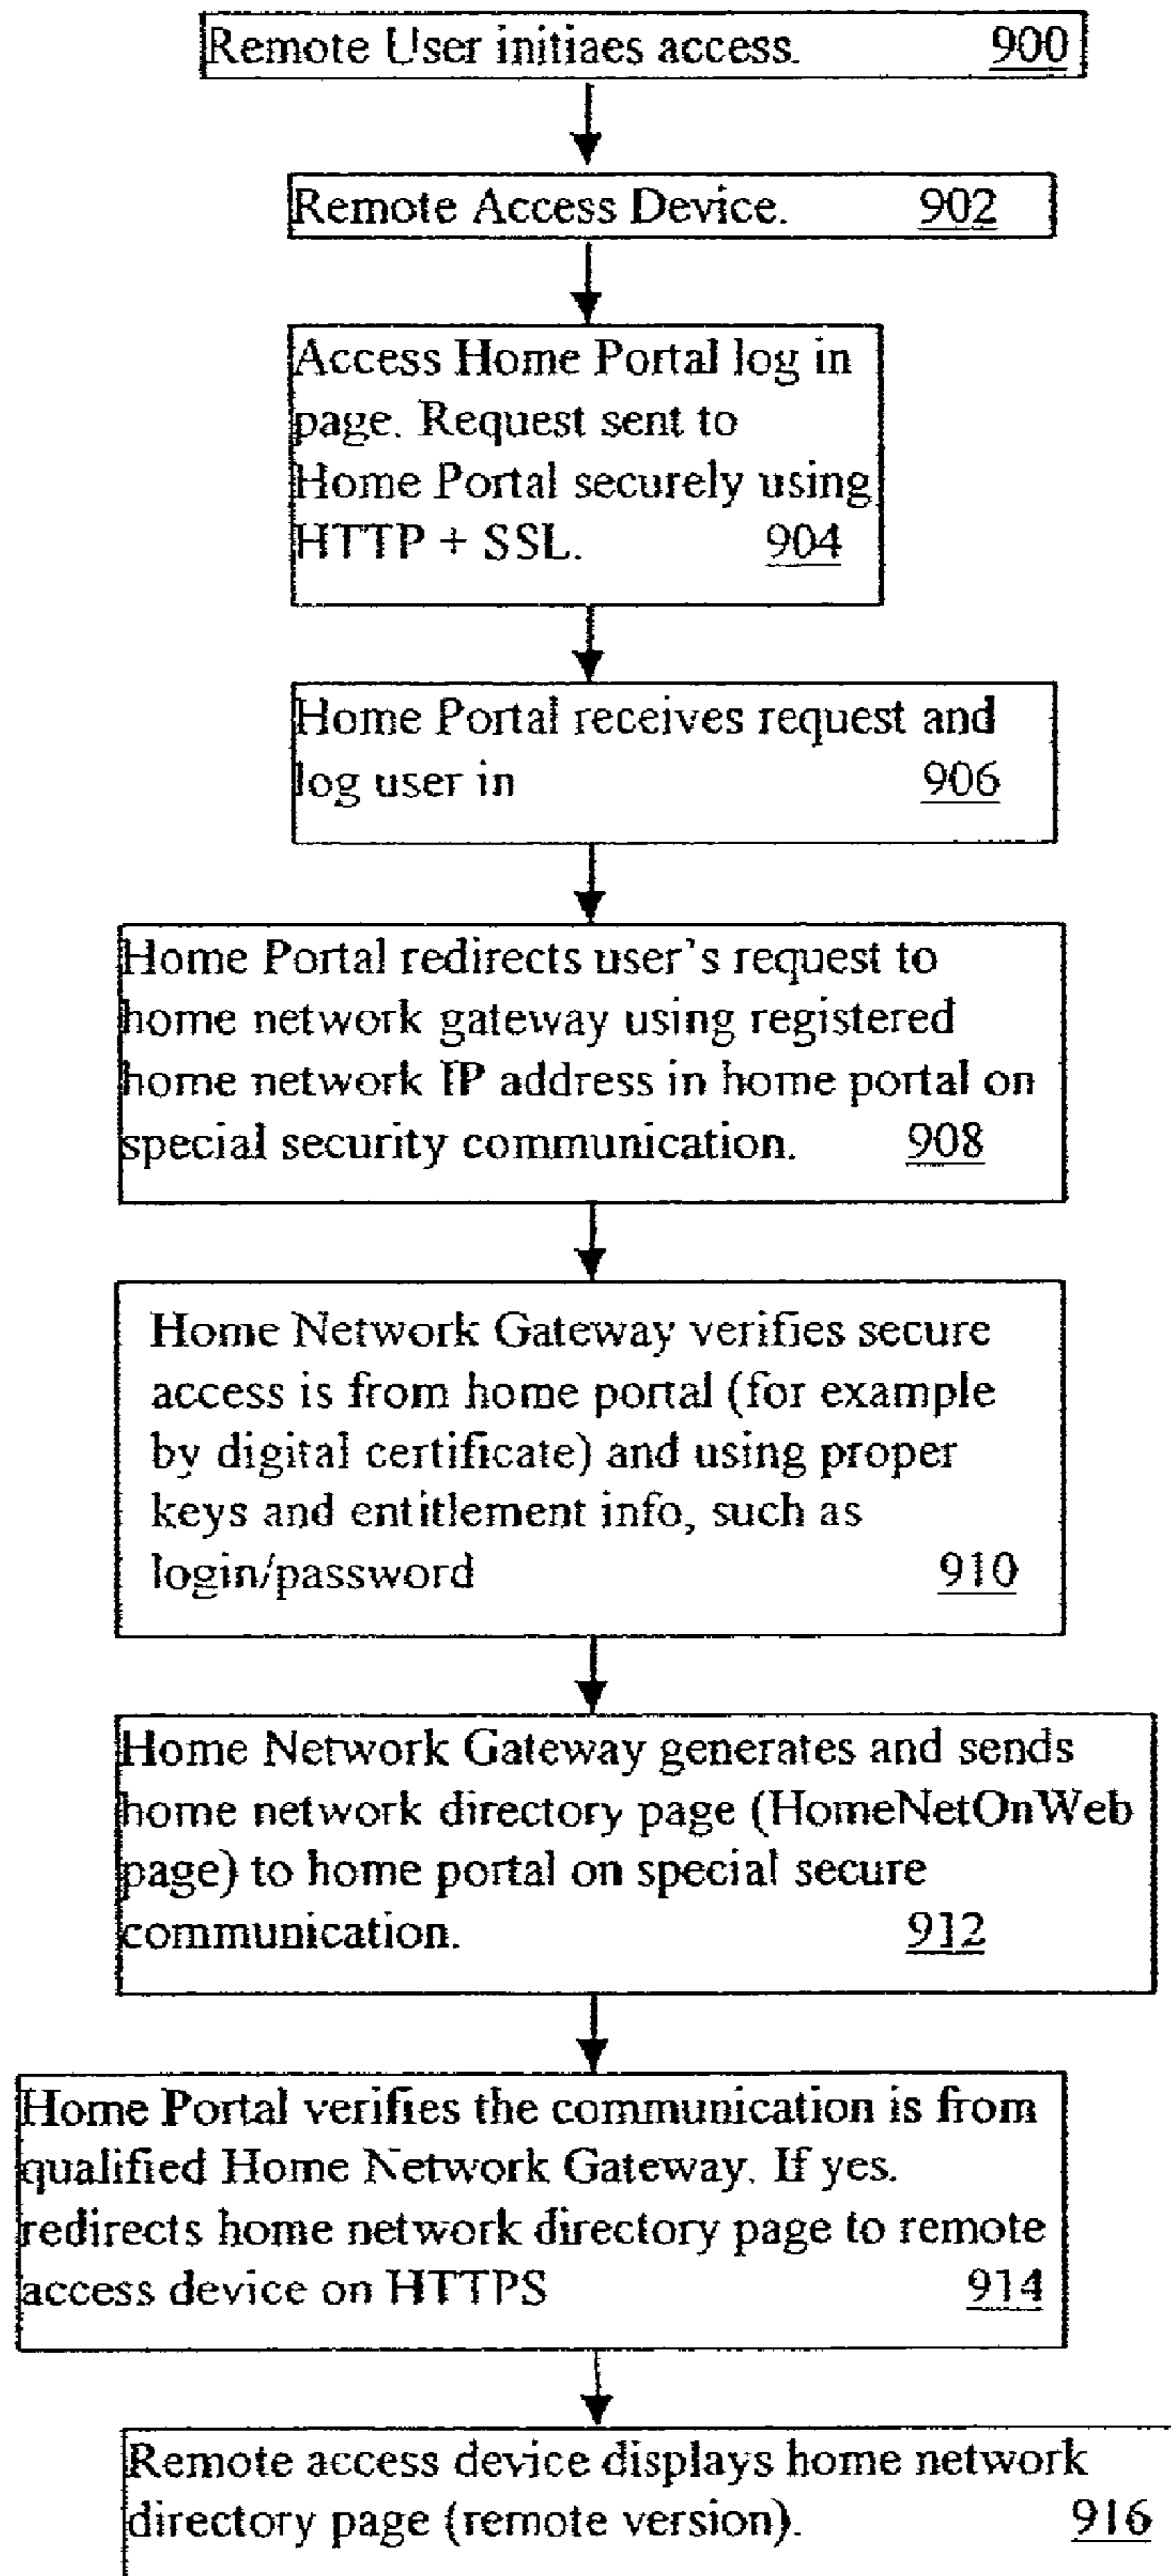 Remote User initiaes access. 900
Remote Access Device. 902
Access Home Portal log in
page. Request sent to
Home Portal securely using
HTTP + SSL. 904
Home Portal receives request and
log user in 906
Home Portal redirects user's request to
home network gateway using registered
home network IP address in home portal on
special security communication. 908
Home Network Gateway verifies secure
access is from home portal (for example
by digital certificate) and using proper
keys and entitlement info, such as
login/password 910
Home Network Gateway generates and sends
home network directory page (HomeNetOnWeb
page) to home portal on special secure
communication. 912
Home Portal verifies the communication is from
qualified Home Network Gateway. If yes.
redirects home network directory page to remote
access device on HTTPS 914
Remote access device displays home network
directory page (remote version). 916